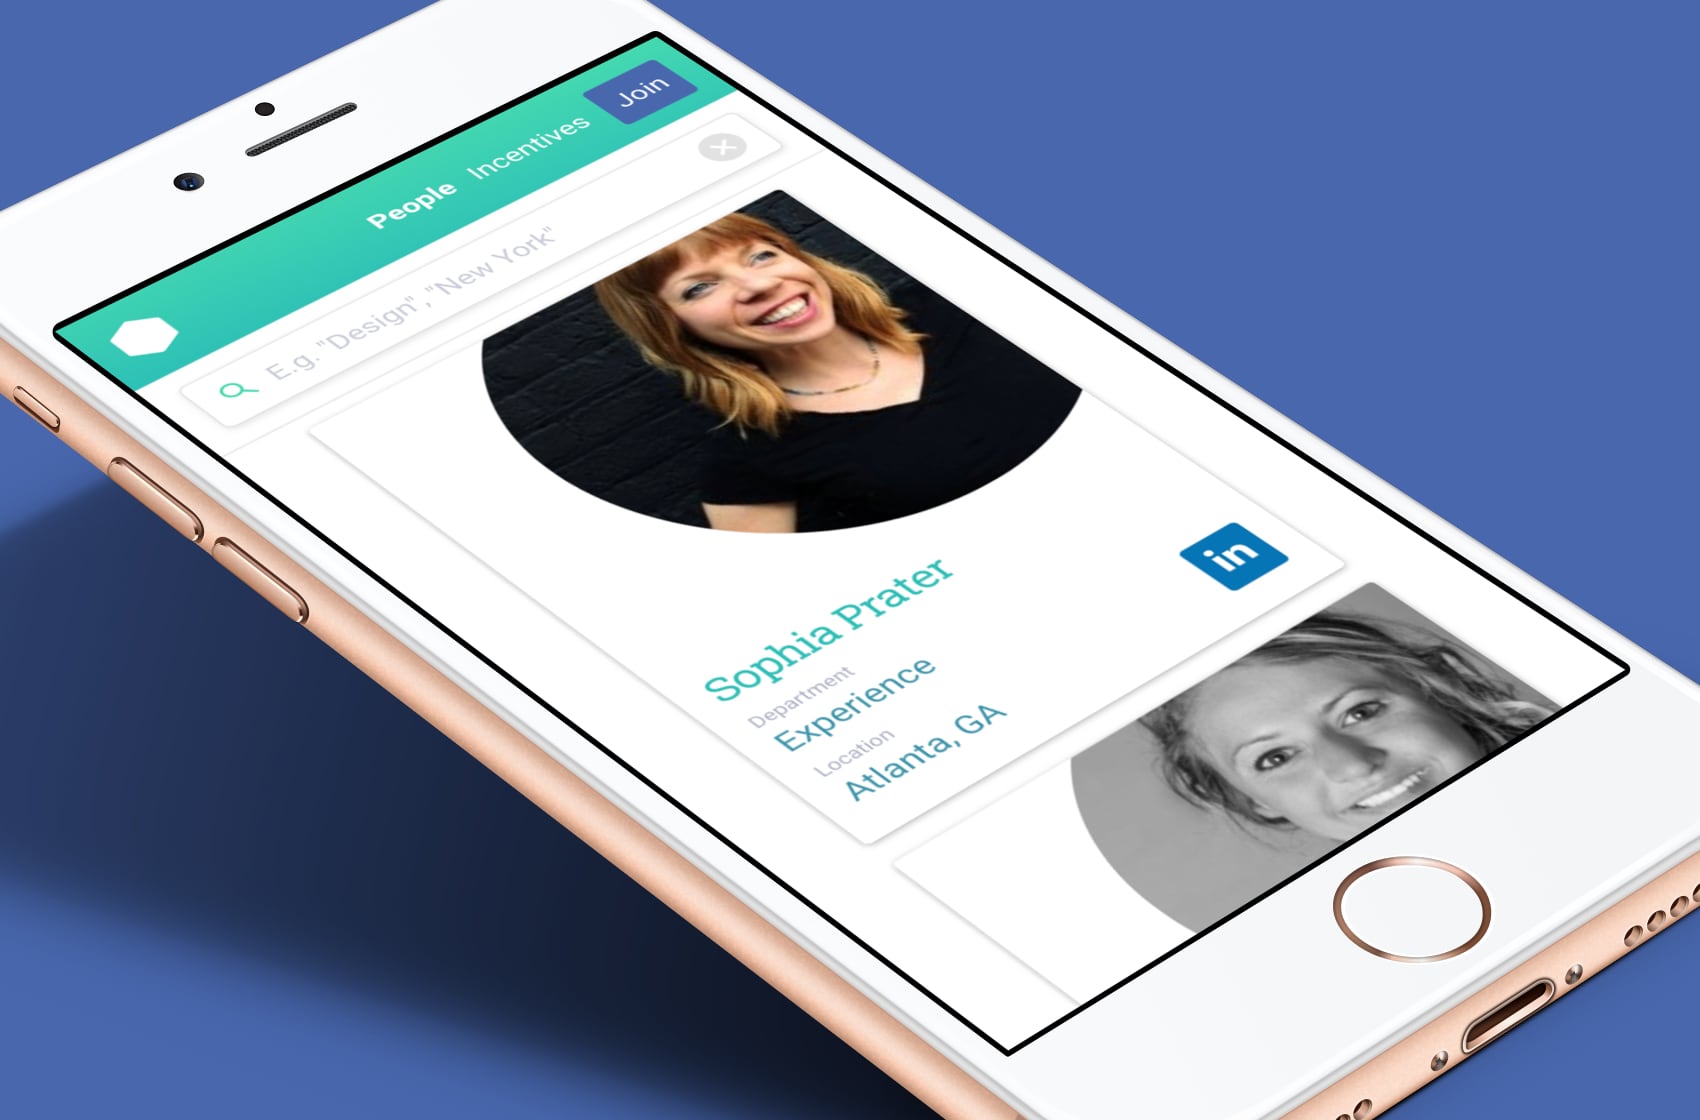 People Incentives Join
E.g. "Design" , "New York"
Sophia Prater
in
Department
Experience
Location
Atlanta, GA